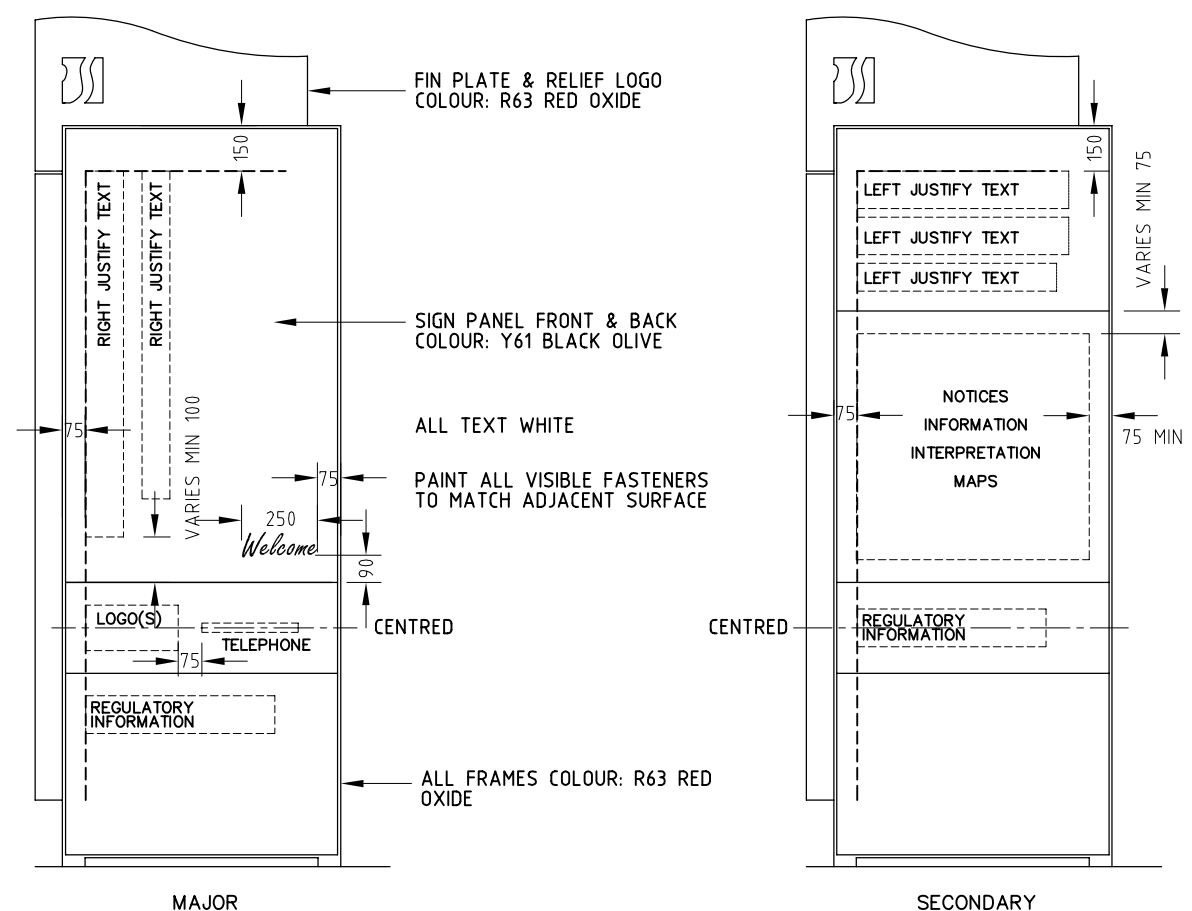 FIN PLATE & RELIEF LOGO
COLOUR: R63 RED OXIDE
150
RIGHT JUSTIFY TEXT
RIGHT JUSTIFY TEXT
SIGN PANEL FRONT & BACK
COLOUR: Y61 BLACK OLIVE
75
VARIES MIN 100
ALL TEXT WHITE
75
PAINT ALL VISIBLE FASTENERS
TO MATCH ADJACENT SURFACE
250
Welcome
90
LOGO(S)
CENTRED
TELEPHONE
75
REGULATORY
INFORMATION
ALL FRAMES COLOUR: R63 RED
OXIDE
MAJOR
150
VARIES MIN 75
LEFT JUSTIFY TEXT
LEFT JUSTIFY TEXT
LEFT JUSTIFY TEXT
75
NOTICES
INFORMATION
INTERPRETATION
MAPS
75 MIN
CENTRED
REGULATORY
INFORMATION
SECONDARY